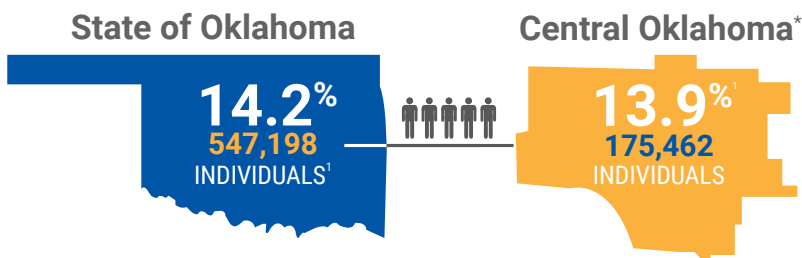 State of Oklahoma
14.2%
547,198
INDIVIDUALS¹
Central Oklahoma*
13.9%¹
175,462
INDIVIDUALS